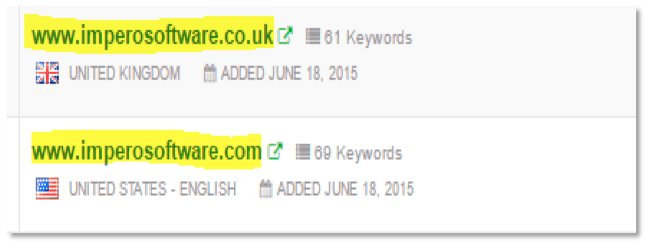 www.imperosoftware.co.uk 61 Keywords
UNITED KINGDOM ADDED JUNE 18, 2015
www.imperosoftware.com 69 Keywords
UNITED STATES - ENGLISH ADDED JUNE 18, 2015